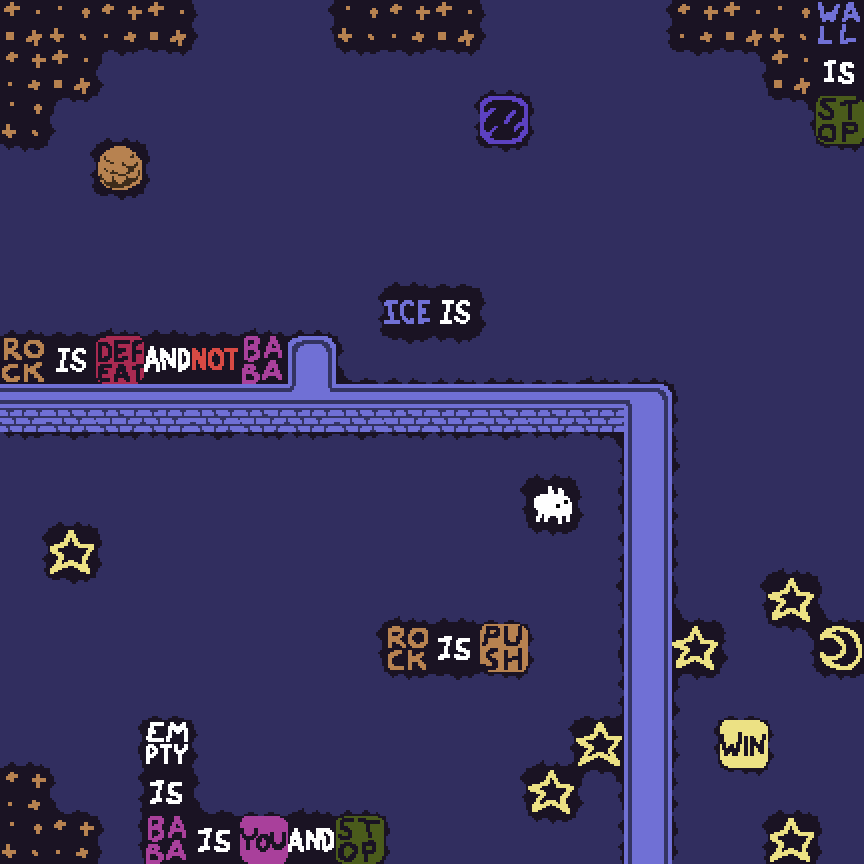 WALL
IS
STOP
ICE IS
ROCK IS DEFEAT AND NOT BABA
ROCK IS PUSH
EMPTY
WIN
IS
BABA IS YOU AND STOP